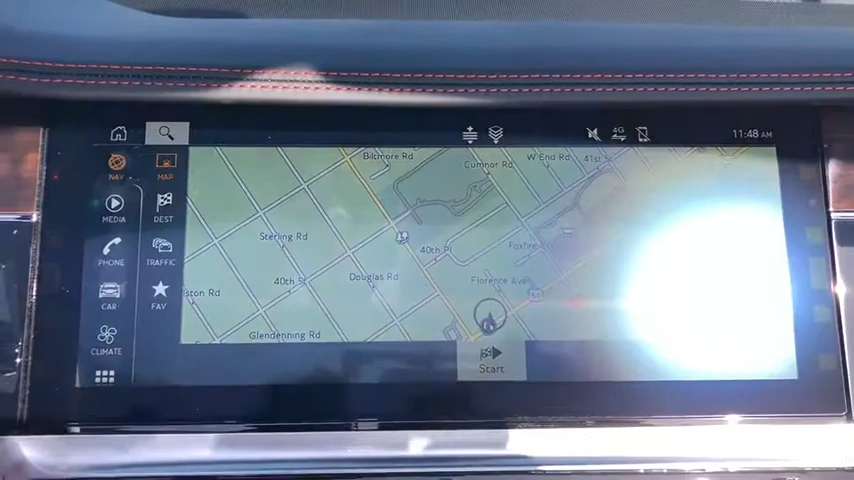 4G
11:48 AM
NAV
MAP
Biltmore Rd
Cumnor Rd
W End Rd
41st St
MEDIA
DEST
Sterling Rd
40th Pl
Foxfire
PHONE
TRAFFIC
Douglas Rd
40th St
Florence Ave
CAR
FAV
ston Rd
Glendenning Rd
CLIMATE
Start